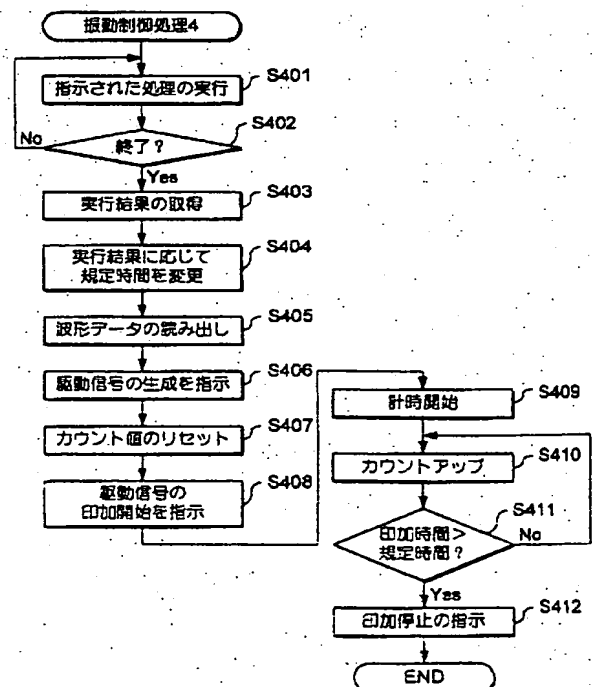 振動制御処理4
S401
指示された処理の実行
S402
No
終了?
Yes
S403
実行結果の取得
S404
実行結果に応じて
規定時間を変更
S405
波形データの読み出し
S406
駆動信号の生成を指示
S407
カウント値のリセット
S408
駆動信号の
印加開始を指示
S409
計時開始
S410
カウントアップ
S411
印加時間>
規定時間?
No
Yes
S412
印加停止の指示
END